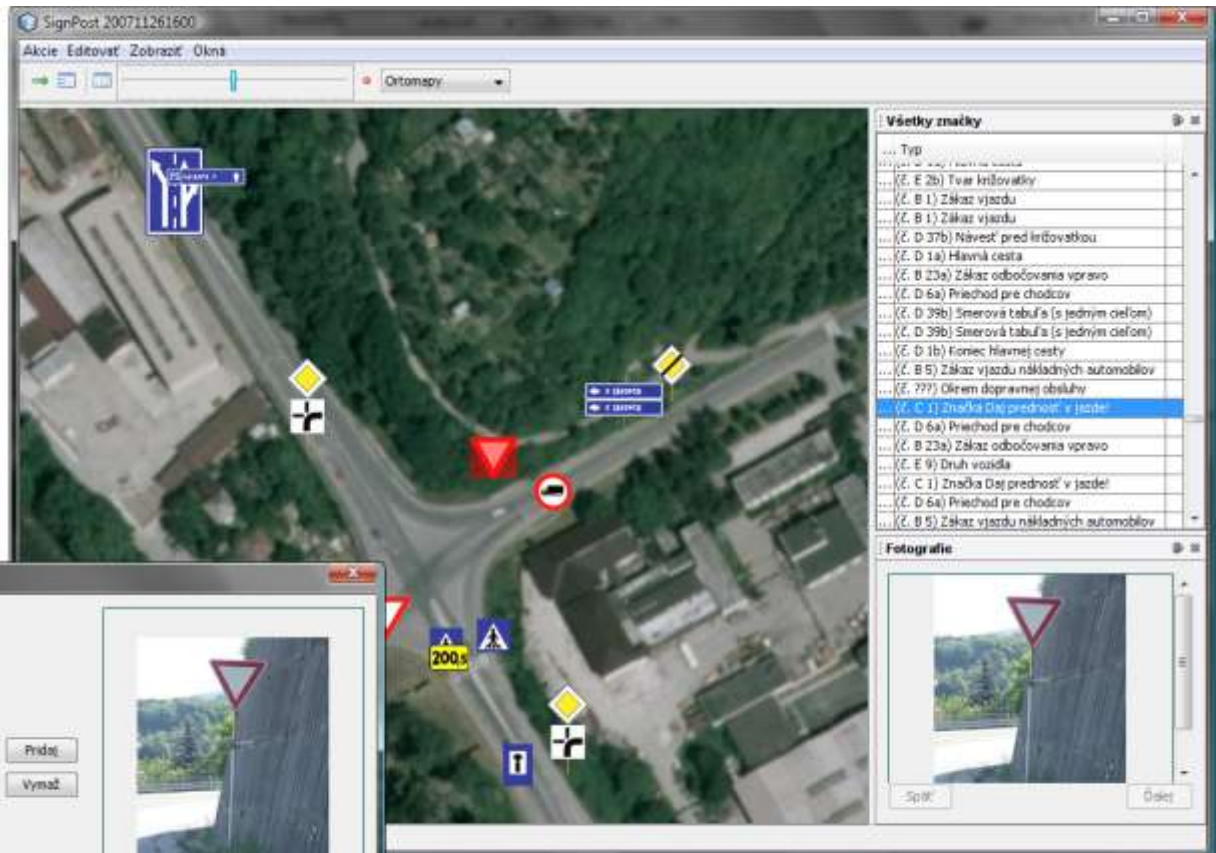 SignPost 200711261600
Akcie Editovať Zobraziť Okná
Ortomapy
Všetky značky
... Typ
... (č. E 2b) Tvar križovatky
... (č. B 1) Zákaz vjazdu
... (č. B 1) Zákaz vjazdu
... (č. D 37b) Návesť pred križovatkou
... (č. D 1a) Hlavná cesta
... (č. B 23a) Zákaz odbočovania vpravo
... (č. D 6a) Priechod pre chodcov
... (č. D 39b) Smerová tabuľa (s jedným cieľom)
... (č. D 39b) Smerová tabuľa (s jedným cieľom)
... (č. D 1b) Koniec hlavnej cesty
... (č. B 5) Zákaz vjazdu nákladných automobilov
... (č. ???) Okrem dopravnej obsluhy
... (č. C 1) Značka Daj prednosť v jazde!
... (č. D 6a) Priechod pre chodcov
... (č. B 23a) Zákaz odbočovania vpravo
... (č. E 9) Druh vozidla
... (č. C 1) Značka Daj prednosť v jazde!
... (č. D 6a) Priechod pre chodcov
... (č. B 5) Zákaz vjazdu nákladných automobilov
Fotografie
Späť
Ďalej
200,5
Pridaj
Vymaž